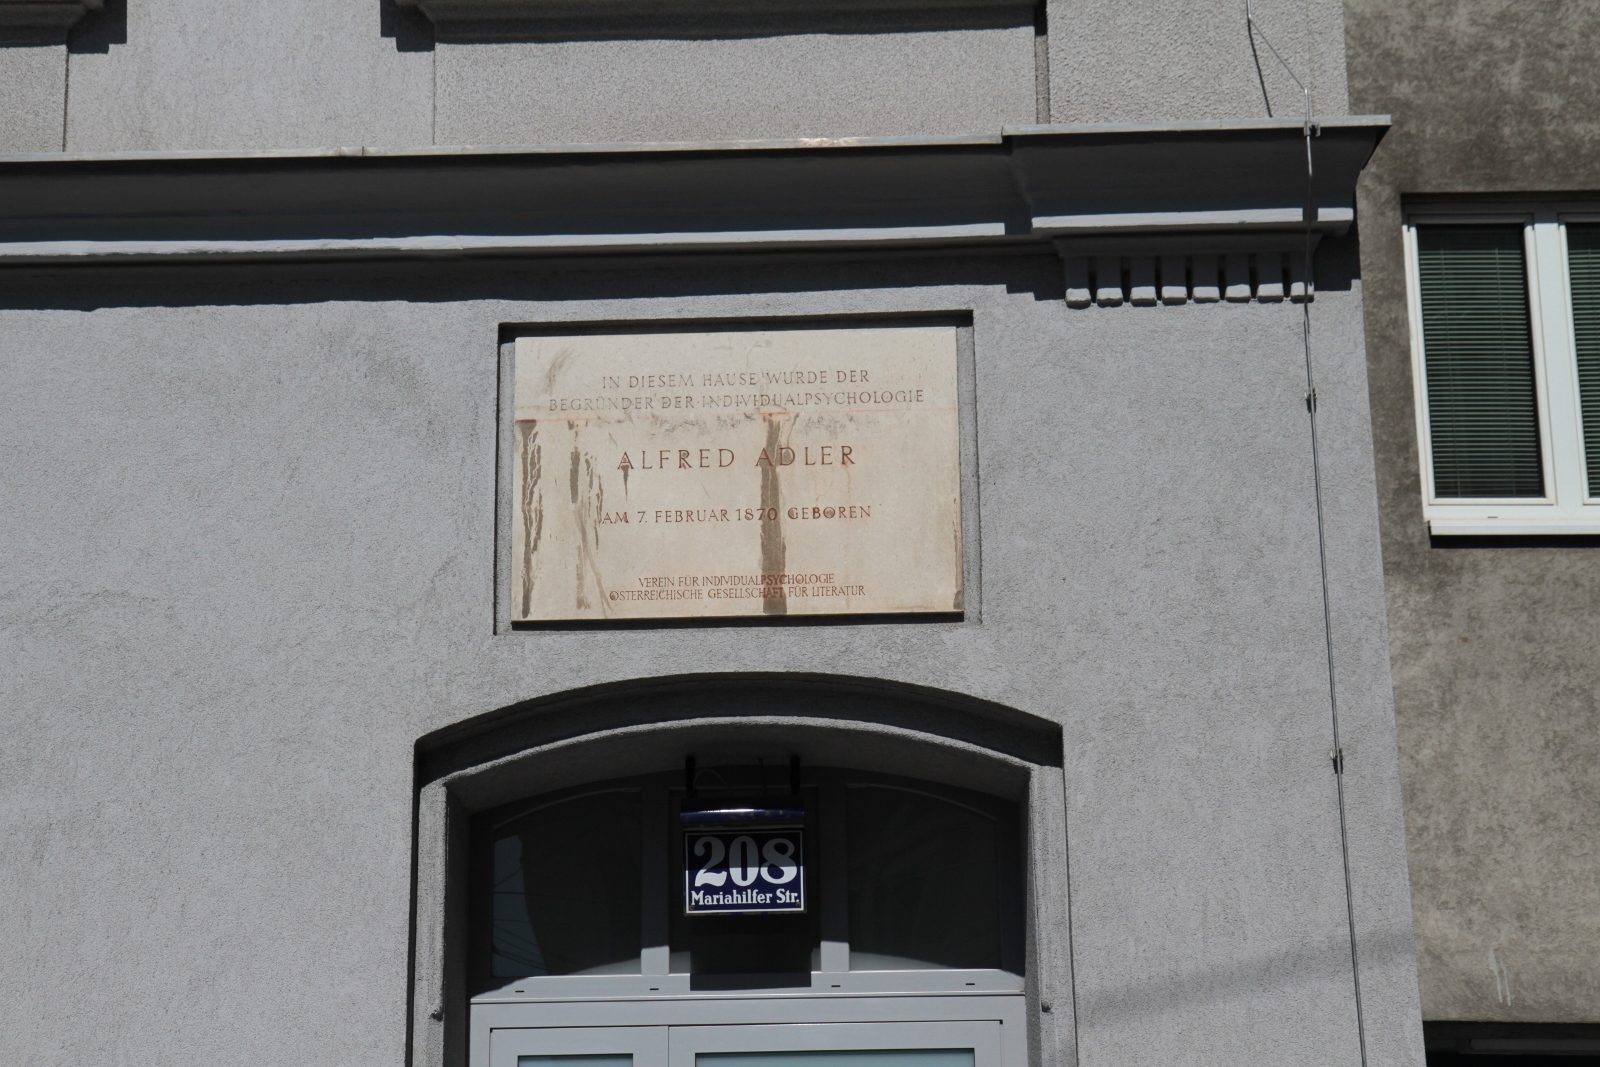 IN DIESEM HAUSE WURDE DER
BEGRÜNDER DER INDIVIDUALPSYCHOLOGIE
ALFRED ADLER
AM 7. FEBRUAR 1870 GEBOREN
VEREIN FÜR INDIVIDUALPSYCHOLOGIE
ÖSTERREICHISCHE GESELLSCHAFT FÜR LITERATUR
208
Mariahilfer Str.